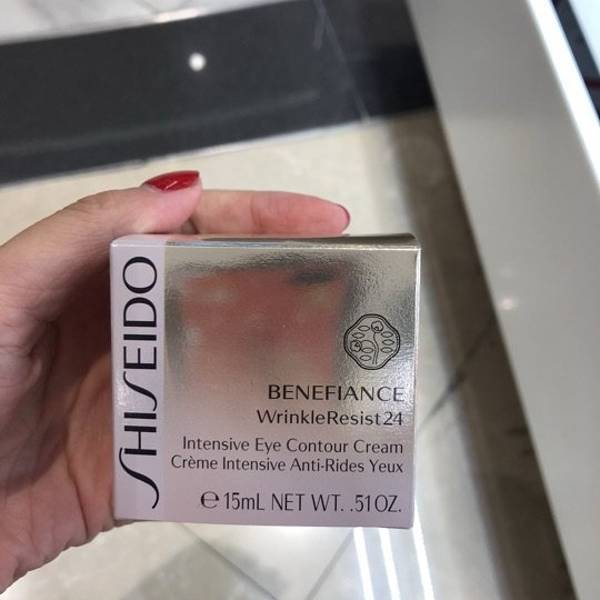 SHISEIDO
BENEFIANCE
WrinkleResist24
Intensive Eye Contour Cream
Crème Intensive Anti-Rides Yeux
℮ 15mL NET WT. .51 OZ.